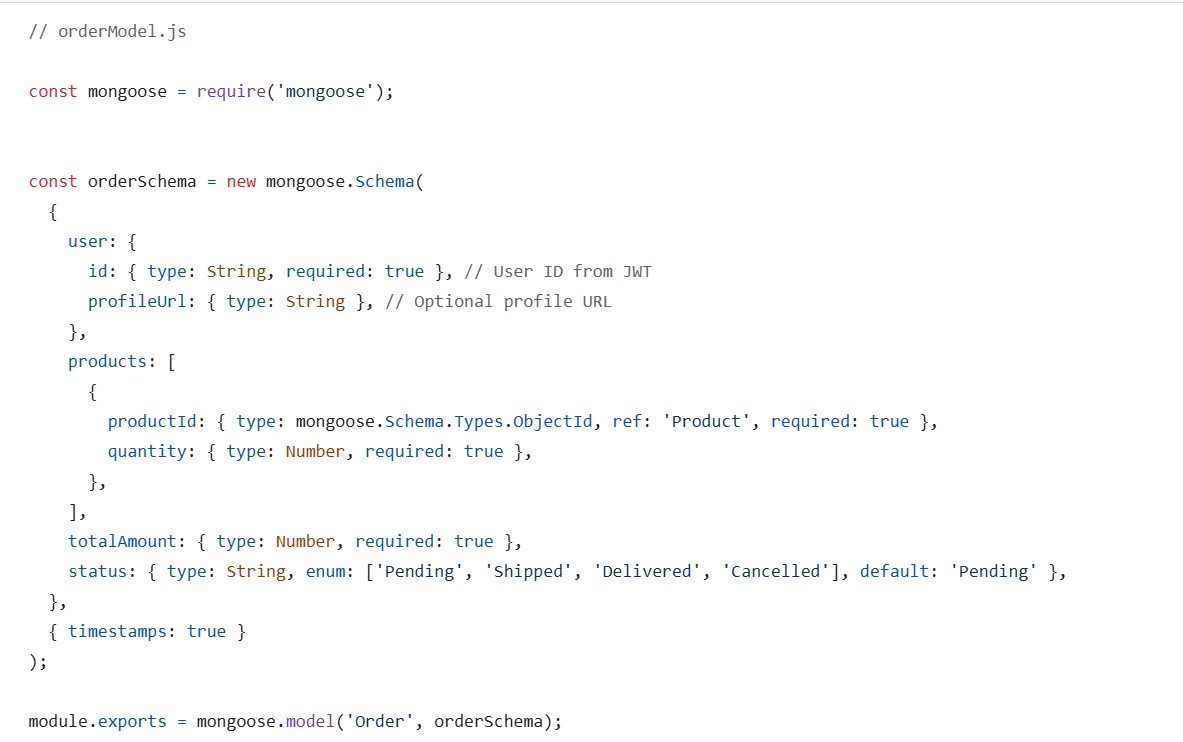 // orderModel.js
const mongoose = require('mongoose');
const orderSchema = new mongoose.Schema(
  {
    user: {
      id: { type: String, required: true }, // User ID from JWT
      profileUrl: { type: String }, // Optional profile URL
    },
    products: [
      {
        productId: { type: mongoose.Schema.Types.ObjectId, ref: 'Product', required: true },
        quantity: { type: Number, required: true },
      },
    ],
    totalAmount: { type: Number, required: true },
    status: { type: String, enum: ['Pending', 'Shipped', 'Delivered', 'Cancelled'], default: 'Pending' },
  },
  { timestamps: true }
);
module.exports = mongoose.model('Order', orderSchema);